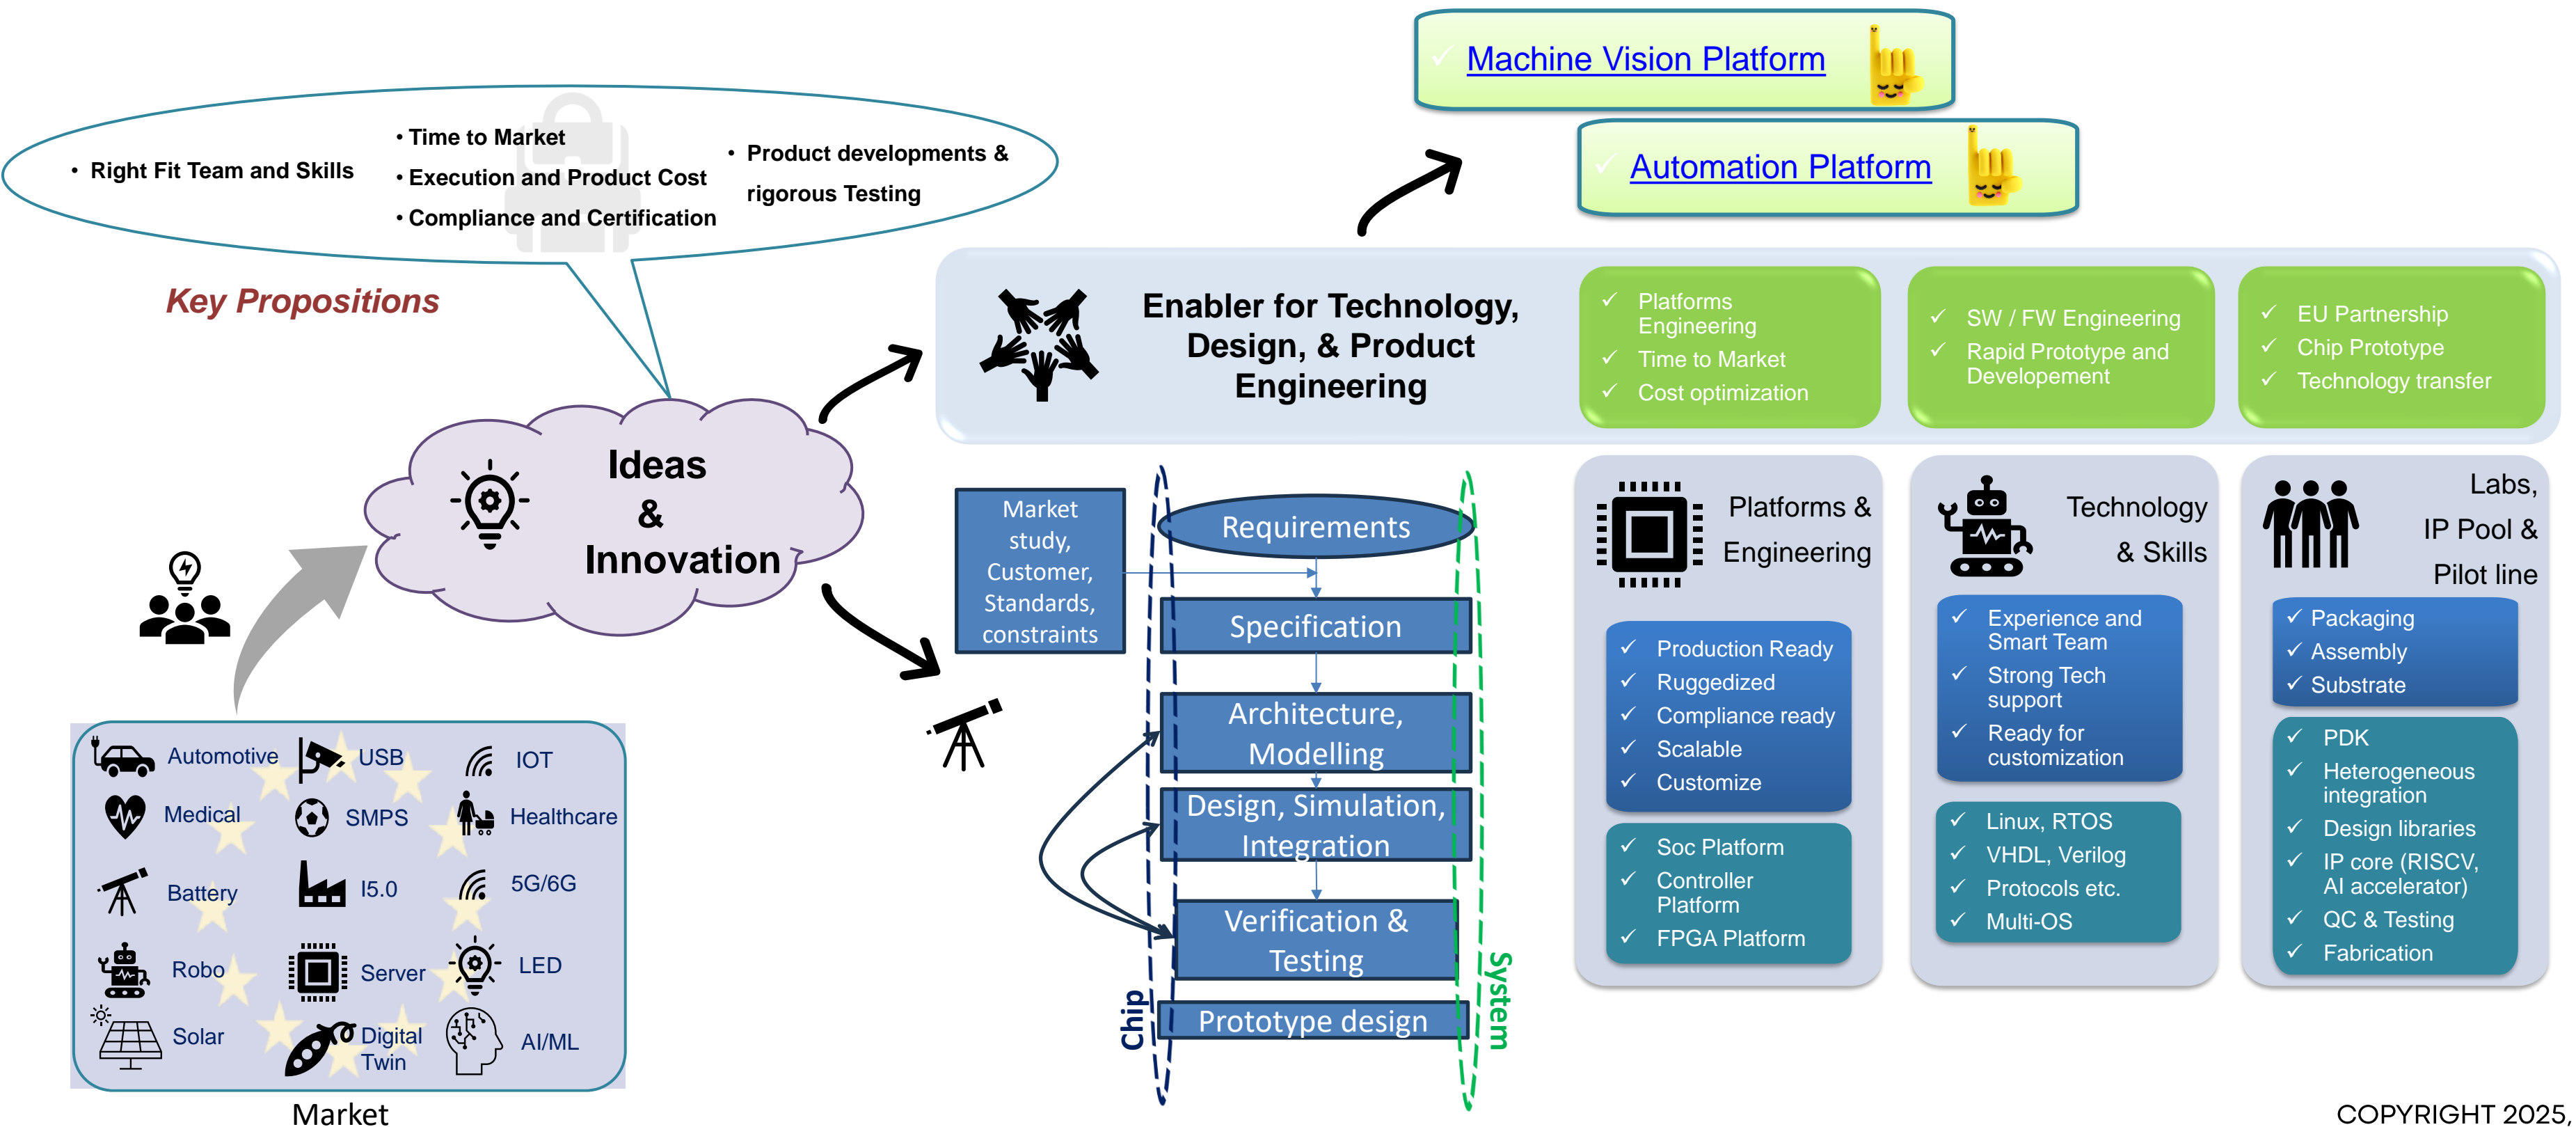 Machine Vision Platform
Automation Platform
• Right Fit Team and Skills
• Time to Market
• Execution and Product Cost
• Compliance and Certification
• Product developments &
rigorous Testing
Key Propositions
Ideas
&
Innovation
Enabler for Technology,
Design, & Product
Engineering
✓ Platforms
Engineering
✓ Time to Market
✓ Cost optimization
✓ SW / FW Engineering
✓ Rapid Prototype and
Developement
✓ EU Partnership
✓ Chip Prototype
✓ Technology transfer
Market
study,
Customer,
Standards,
constraints
Requirements
Specification
Architecture,
Modelling
Design, Simulation,
Integration
Verification &
Testing
Prototype design
Chip
System
Platforms &
Engineering
✓ Production Ready
✓ Ruggedized
✓ Compliance ready
✓ Scalable
✓ Customize
✓ Soc Platform
✓ Controller
Platform
✓ FPGA Platform
Technology
& Skills
✓ Experience and
Smart Team
✓ Strong Tech
support
✓ Ready for
customization
✓ Linux, RTOS
✓ VHDL, Verilog
✓ Protocols etc.
✓ Multi-OS
Labs,
IP Pool &
Pilot line
✓ Packaging
✓ Assembly
✓ Substrate
✓ PDK
✓ Heterogeneous
integration
✓ Design libraries
✓ IP core (RISCV,
AI accelerator)
✓ QC & Testing
✓ Fabrication
Automotive
USB
IOT
Medical
SMPS
Healthcare
Battery
I5.0
5G/6G
Robo
Server
LED
Solar
Digital
Twin
AI/ML
Market
COPYRIGHT 2025,